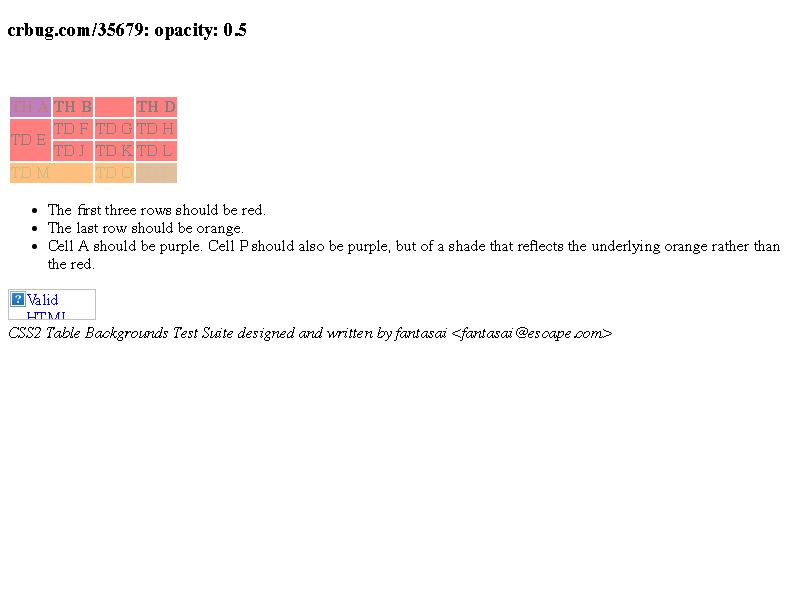 crbug.com/35679: opacity: 0.5
TH A TH B TH D
TD E TD F TD G TD H
TD J TD K TD L
TD M TD O
The first three rows should be red.
The last row should be orange.
Cell A should be purple. Cell P should also be purple, but of a shade that reflects the underlying orange rather than
the red.
Valid
HTML
CSS2 Table Backgrounds Test Suite designed and written by fantasai <fantasai@escape.com>